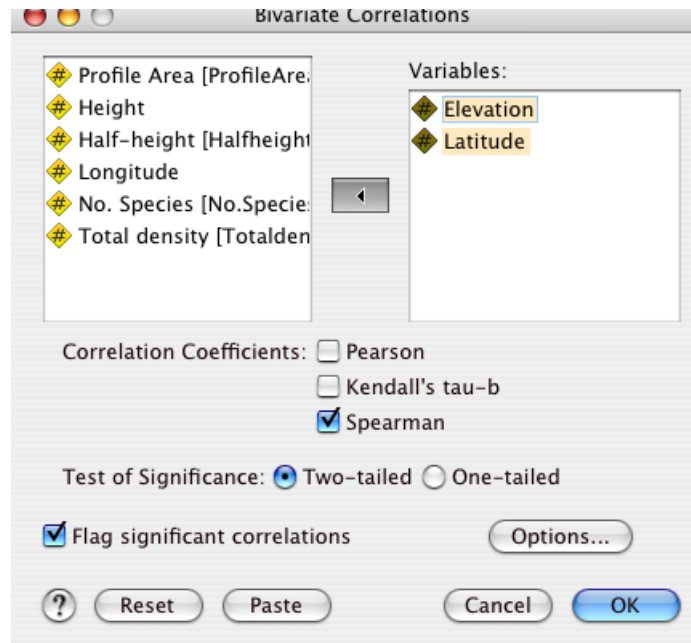 Bivariate Correlations
Profile Area [ProfileArea
Height
Half-height [Halfheight
Longitude
No. Species [No.Specie
Total density [Totalden
Variables:
Elevation
Latitude
Correlation Coefficients: Pearson
Kendall's tau-b
Spearman
Test of Significance: Two-tailed One-tailed
Flag significant correlations
Options...
? Reset Paste Cancel OK